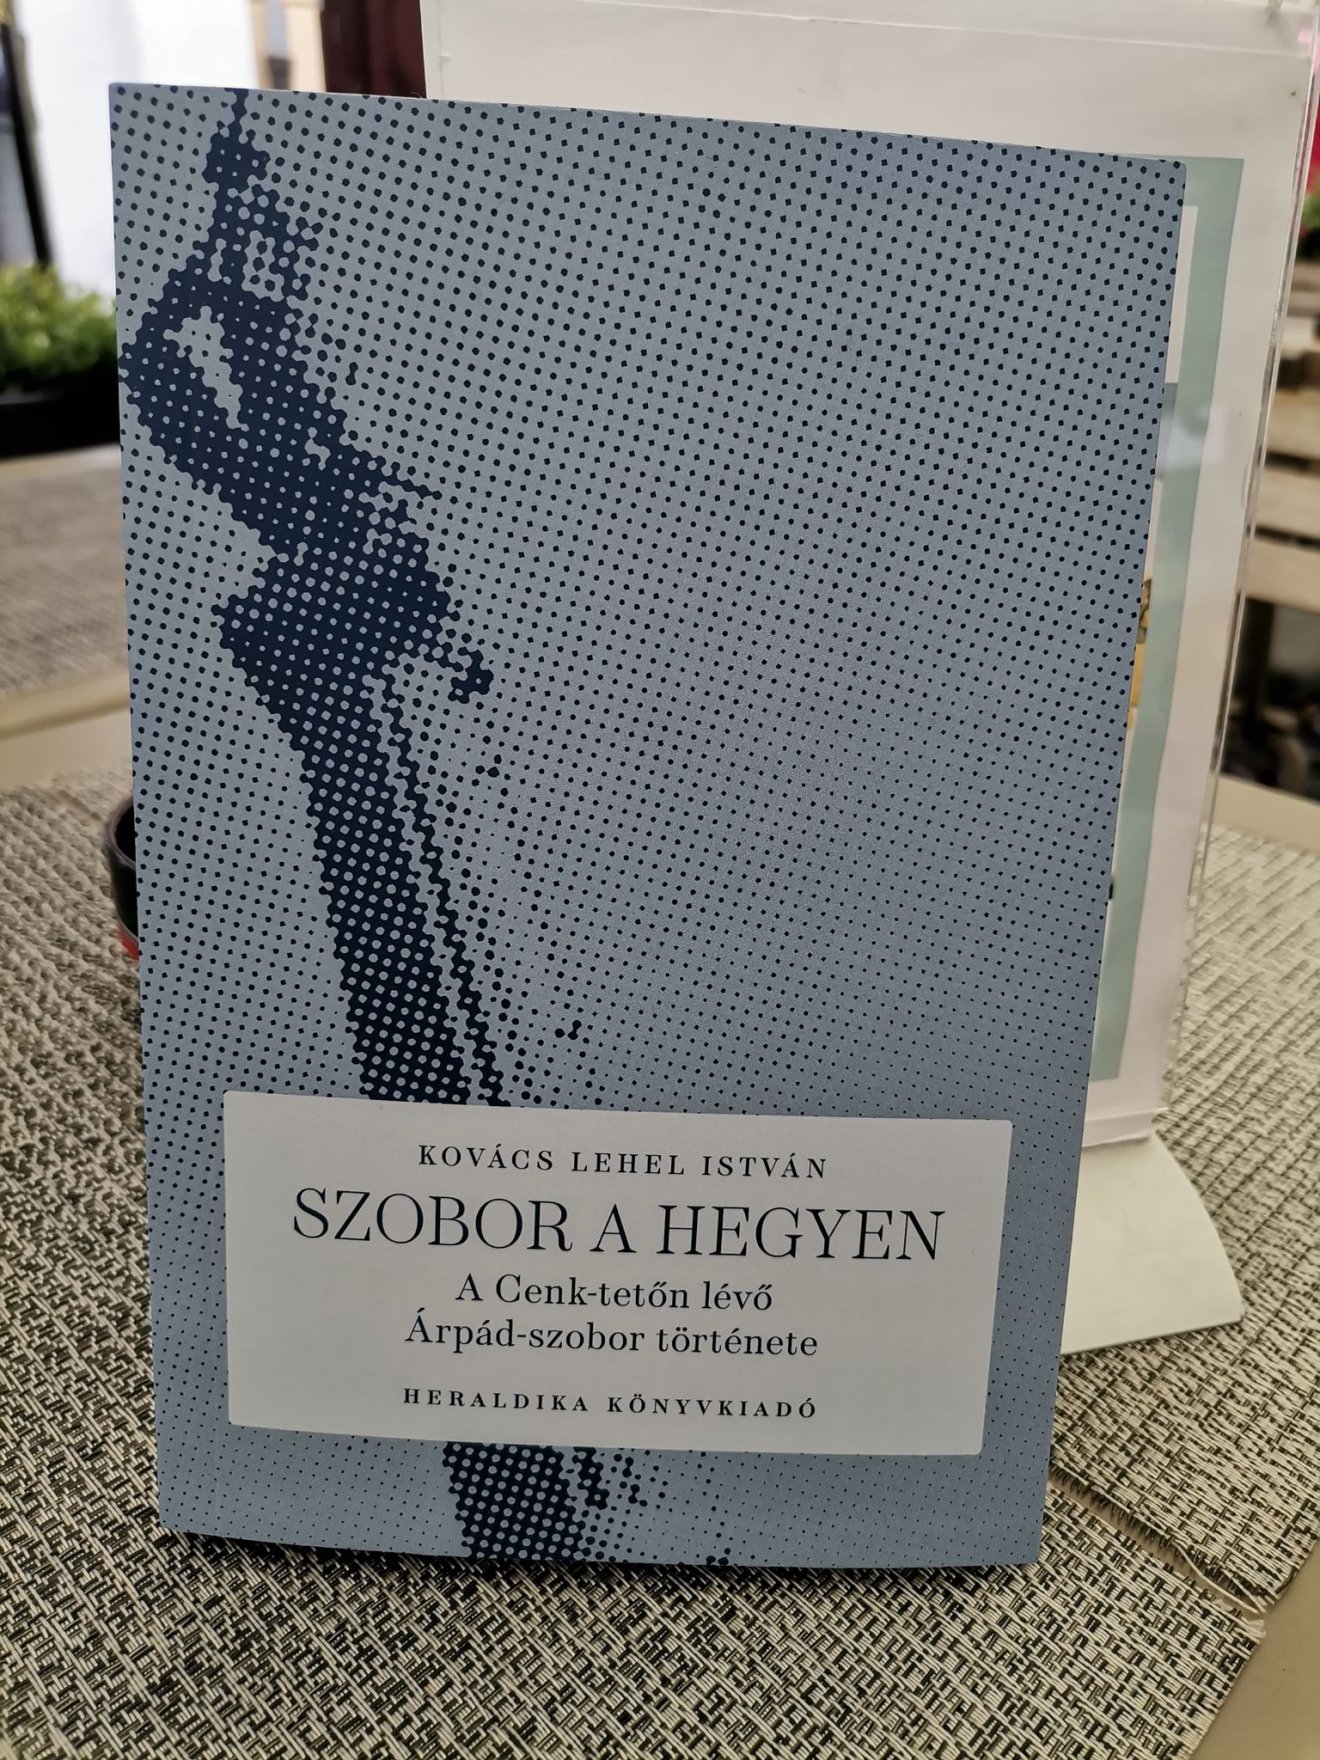 KOVÁCS LEHEL ISTVÁN
SZOBOR A HEGYEN
A Cenk-tetőn lévő
Árpád-szobor története
HERALDIKA KÖNYVKIADÓ